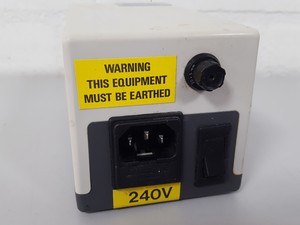 WARNING
THIS EQUIPMENT
MUST BE EARTHED
240V